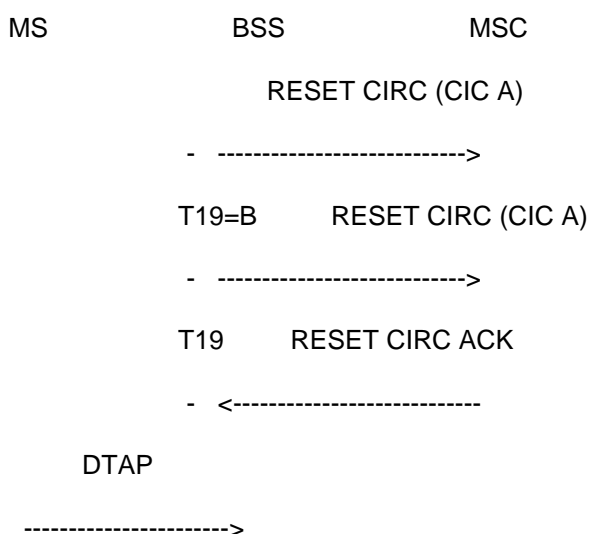 MS BSS MSC
RESET CIRC (CIC A)
- ---------------------------->
T19=B RESET CIRC (CIC A)
- ---------------------------->
T19 RESET CIRC ACK
- <----------------------------
DTAP
----------------------->